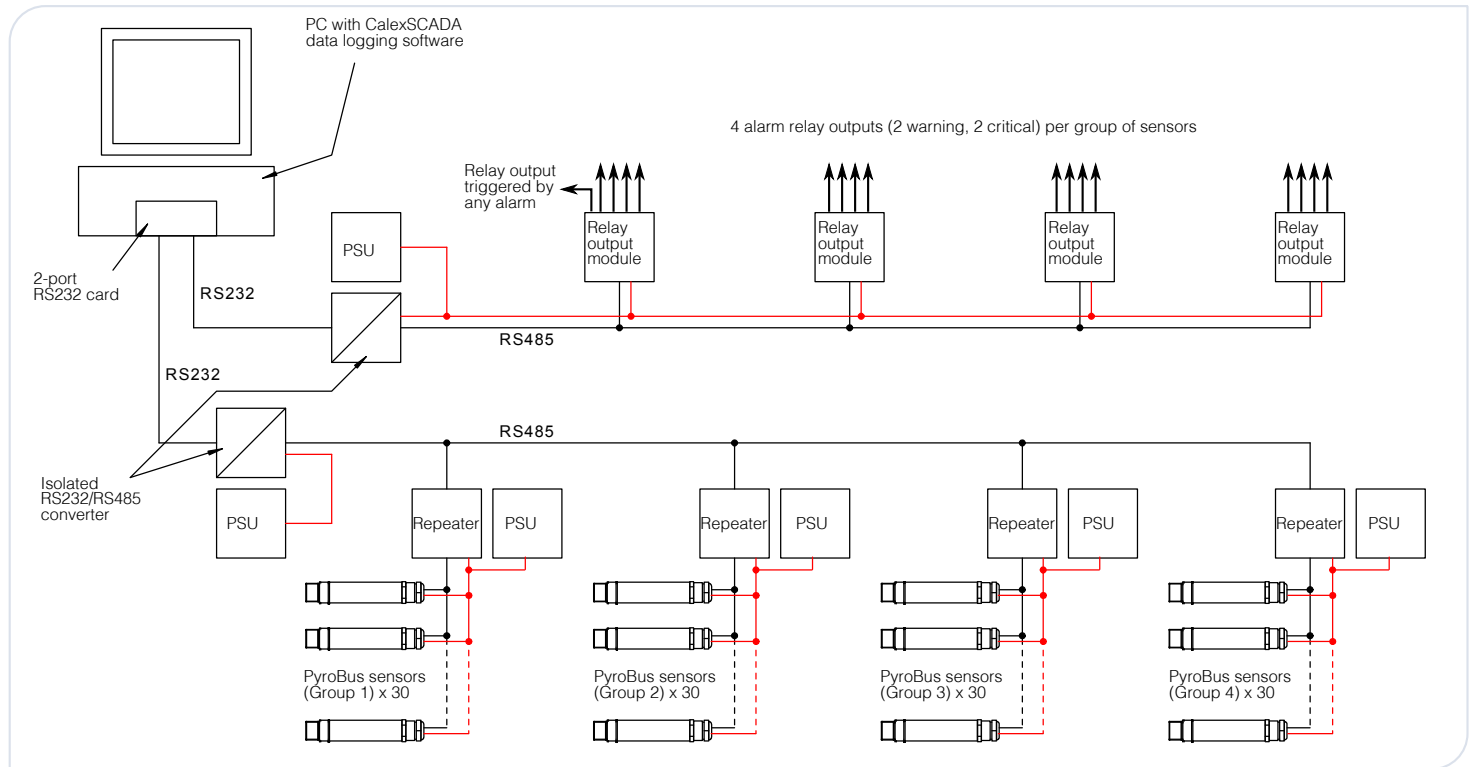 PC with CalexSCADA
data logging software
4 alarm relay outputs (2 warning, 2 critical) per group of sensors
Relay output
triggered by
any alarm
Relay
output
module
Relay
output
module
Relay
output
module
Relay
output
module
PSU
2-port
RS232 card
RS232
RS485
RS232
RS485
Isolated
RS232/RS485
converter
PSU
Repeater
PSU
Repeater
PSU
Repeater
PSU
Repeater
PSU
PyroBus sensors
(Group 1) x 30
PyroBus sensors
(Group 2) x 30
PyroBus sensors
(Group 3) x 30
PyroBus sensors
(Group 4) x 30